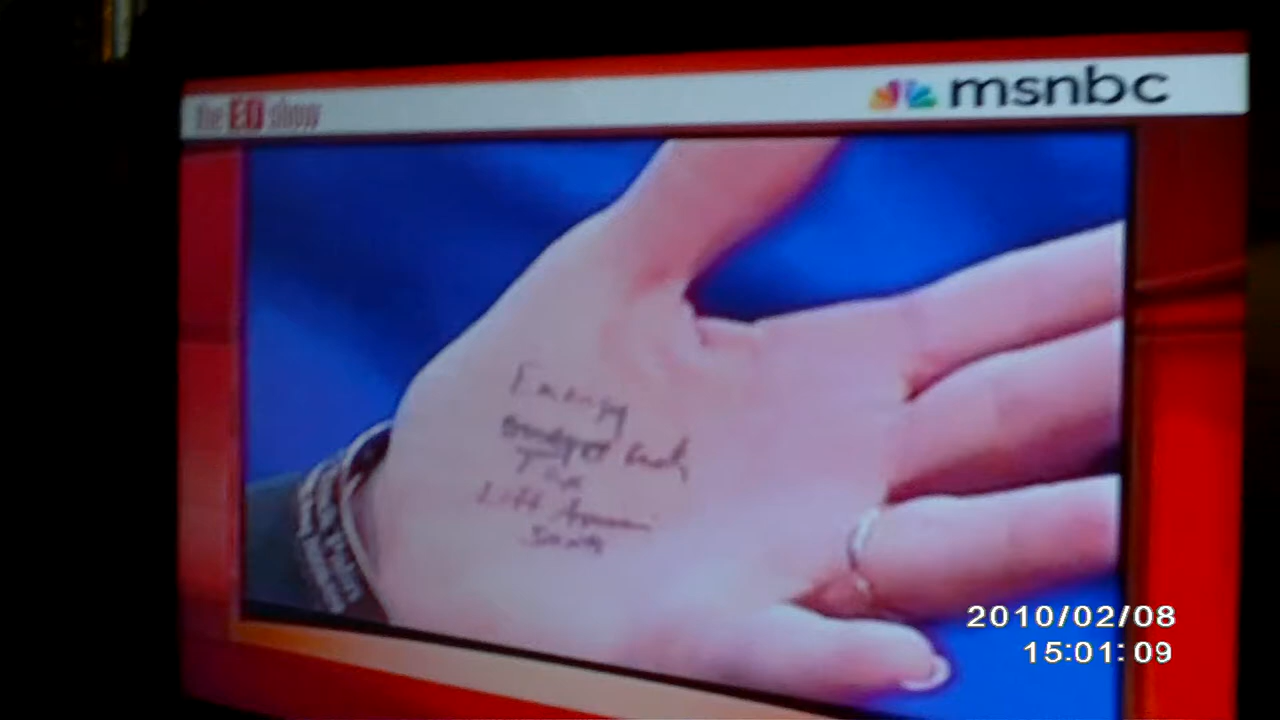 the ED show
msnbc
Energy
Budget cuts
Tax
Lift American
Spirits
2010/02/08
15:01:09